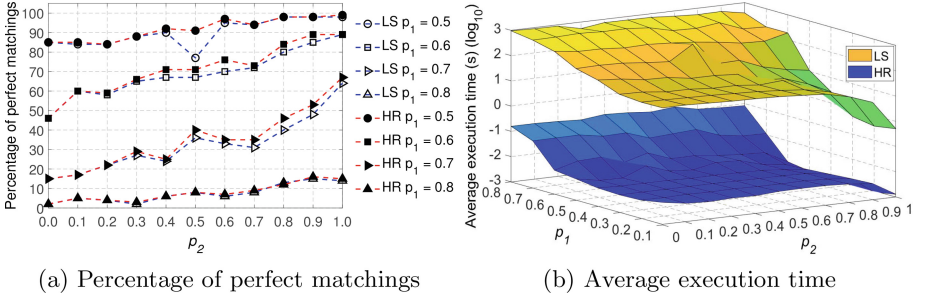 Percentage of perfect matchings
100
90
80
70
60
50
40
30
20
10
0
0.0 0.1 0.2 0.3 0.4 0.5 0.6 0.7 0.8 0.9 1.0
p2
LS p1 = 0.5
LS p1 = 0.6
LS p1 = 0.7
LS p1 = 0.8
HR p1 = 0.5
HR p1 = 0.6
HR p1 = 0.7
HR p1 = 0.8
(a) Percentage of perfect matchings
Average execution time (s) (log10)
3
2
1
0
-1
-2
-3
0.8 0.7 0.6 0.5 0.4 0.3 0.2 0.1
p1
0 0.1 0.2 0.3 0.4 0.5 0.6 0.7 0.8 0.9 1
p2
LS
HR
(b) Average execution time